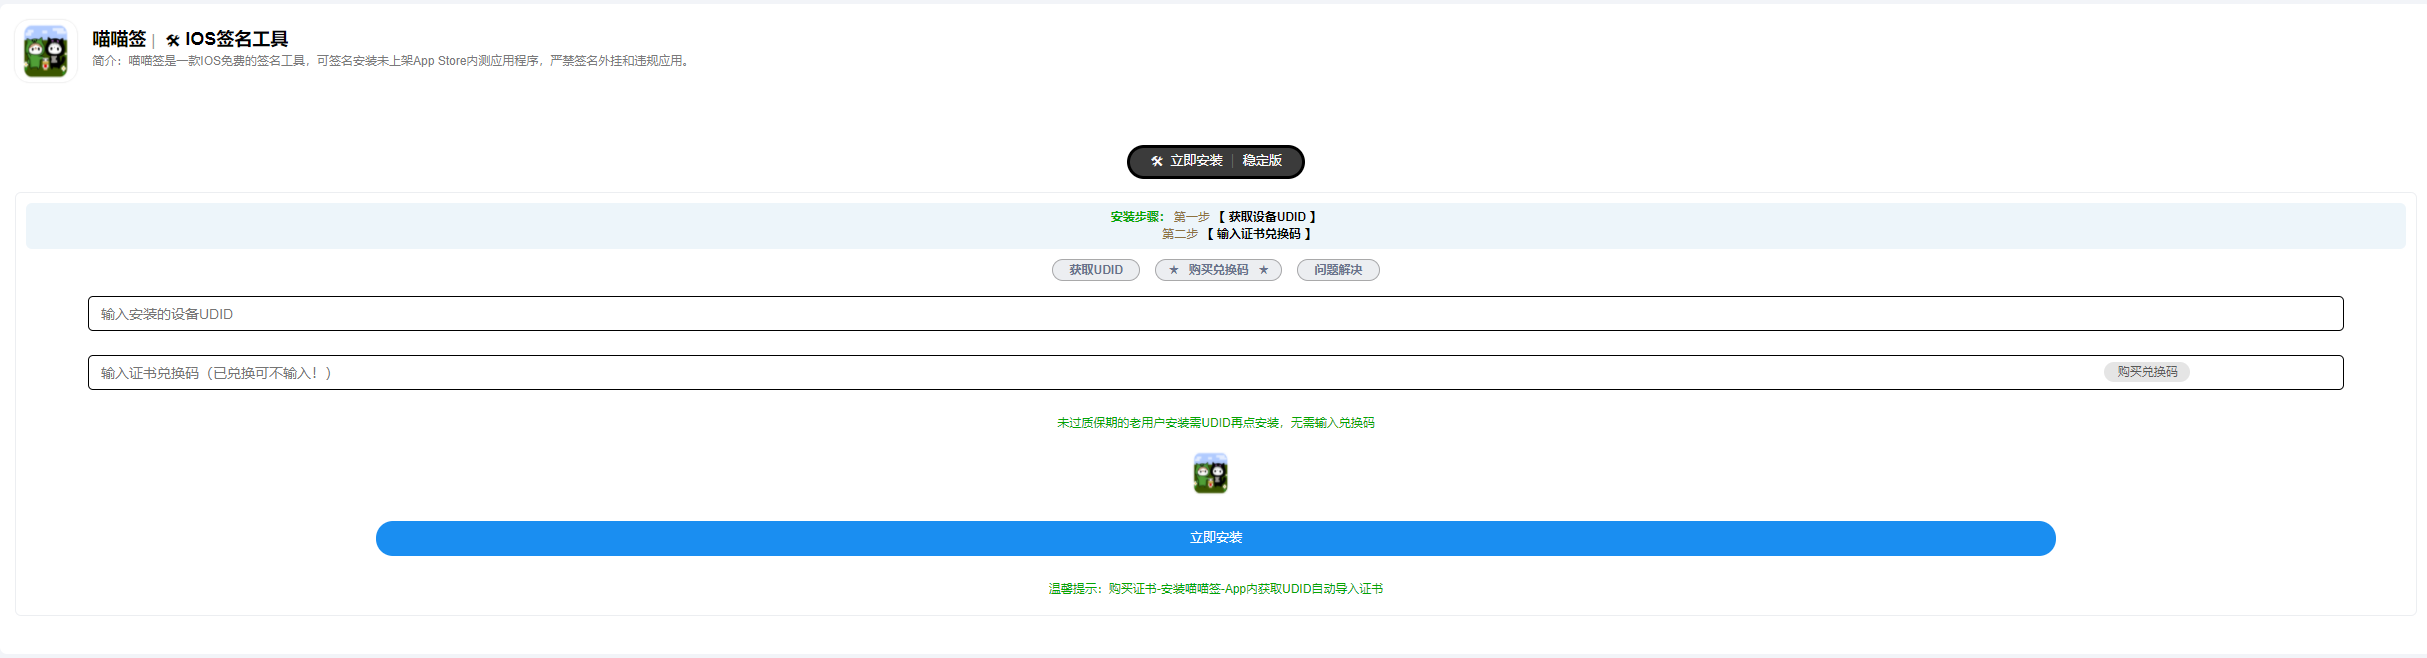 喵喵签 | 🛠 IOS签名工具
简介：喵喵签是一款IOS免费的签名工具，可签名安装未上架App Store内测应用程序，严禁签名外挂和违规应用。
🛠 立即安装 | 稳定版
安装步骤： 第一步 【 获取设备UDID 】
第二步 【 输入证书兑换码 】
获取UDID ★ 购买兑换码 ★ 问题解决
输入安装的设备UDID
输入证书兑换码（已兑换可不输入！） 购买兑换码
未过质保期的老用户安装需UDID再点安装，无需输入兑换码
立即安装
温馨提示：购买证书-安装喵喵签-App内获取UDID自动导入证书